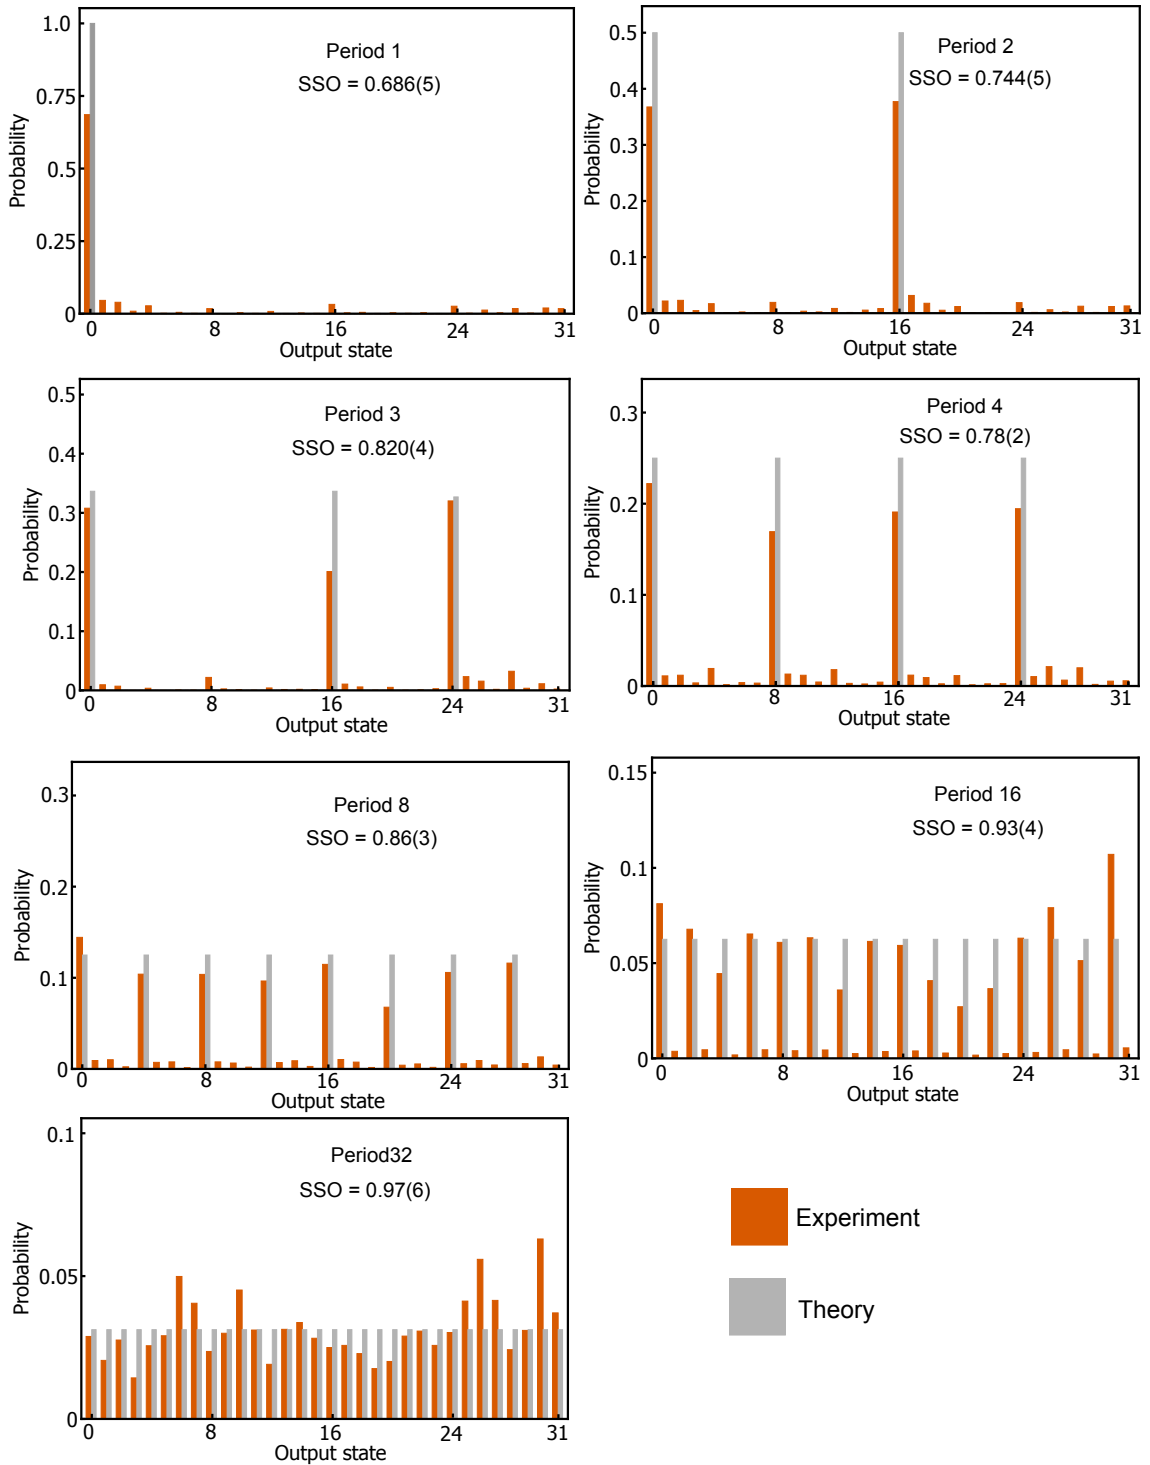 Period 1
SSO = 0.686(5)
Probability
1.0
0.75
0.5
0.25
0
0 8 16 24 31
Output state
Period 2
SSO = 0.744(5)
Probability
0.5
0.4
0.3
0.2
0.1
0
0 8 16 24 31
Output state
Period 3
SSO = 0.820(4)
Probability
0.5
0.4
0.3
0.2
0.1
0
0 8 16 24 31
Output state
Period 4
SSO = 0.78(2)
Probability
0.3
0.2
0.1
0
0 8 16 24 31
Output state
Period 8
SSO = 0.86(3)
Probability
0.3
0.2
0.1
0
0 8 16 24 31
Output state
Period 16
SSO = 0.93(4)
Probability
0.15
0.1
0.05
0
0 8 16 24 31
Output state
Period32
SSO = 0.97(6)
Probability
0.1
0.05
0
0 8 16 24 31
Output state
Experiment
Theory